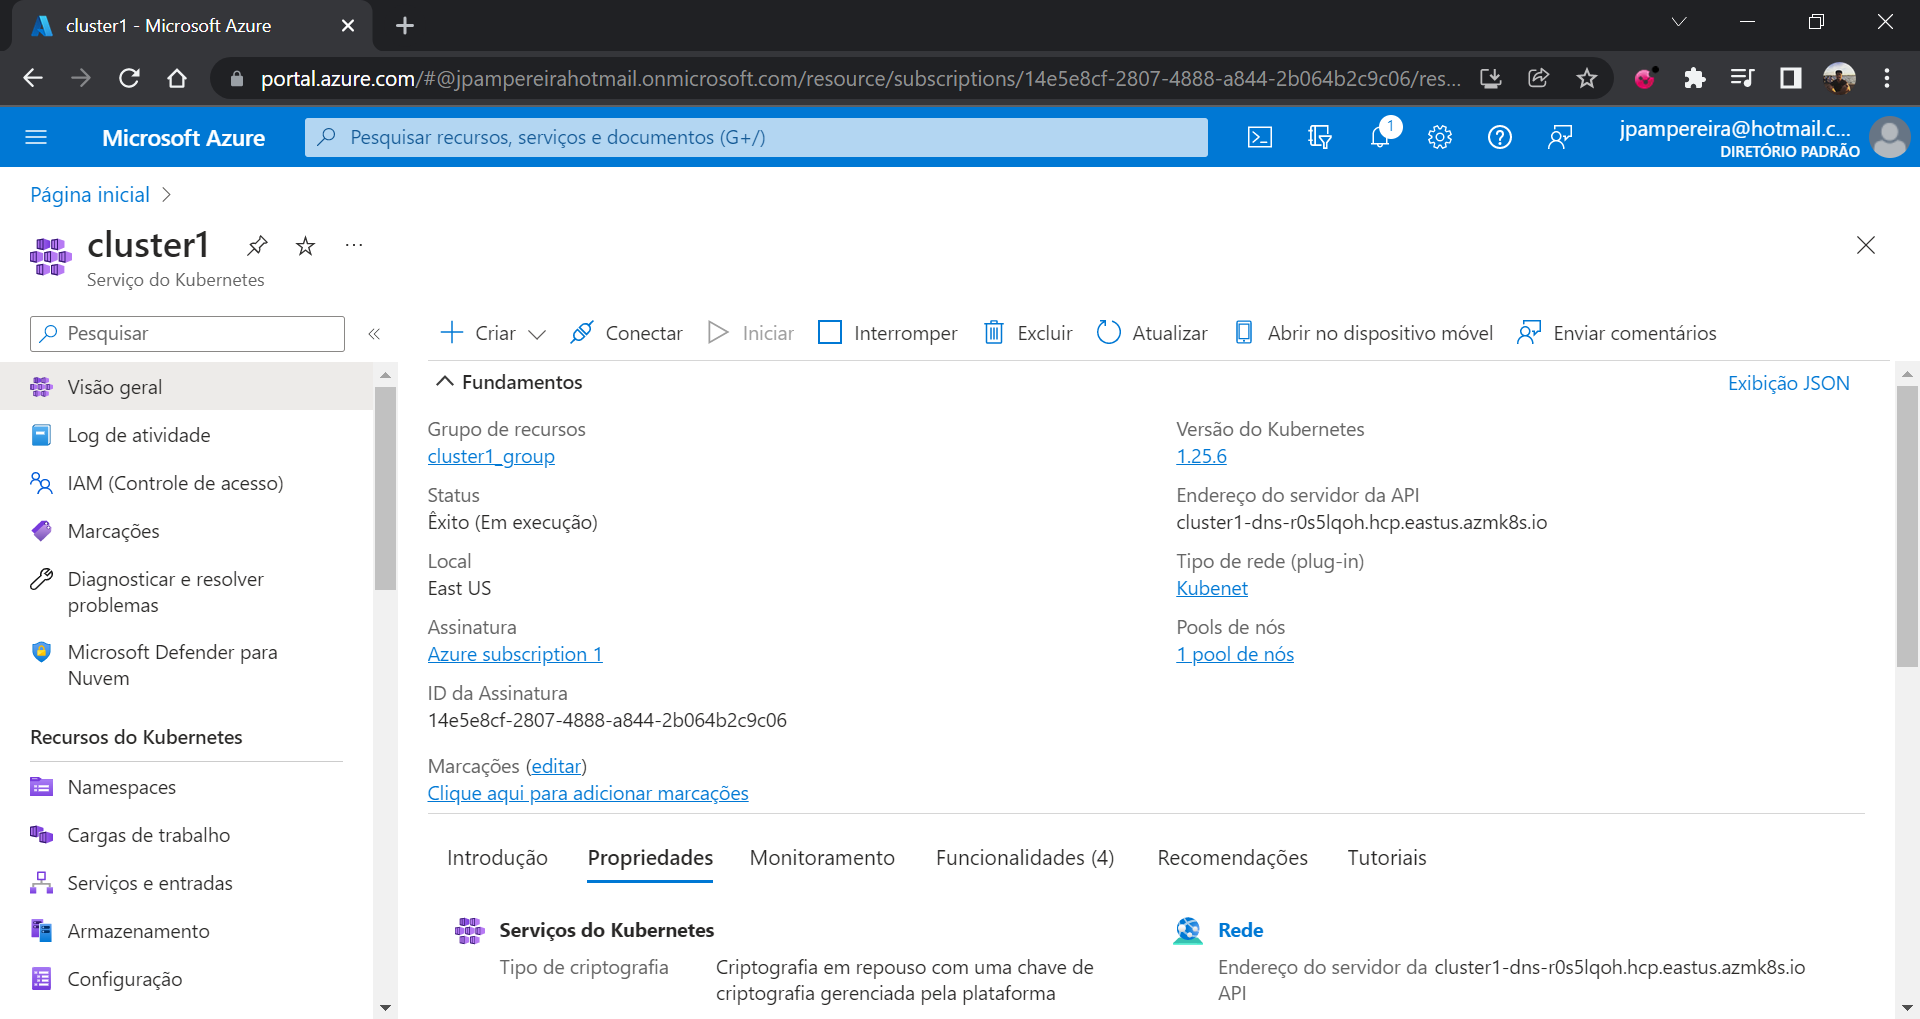 cluster1 - Microsoft Azure
portal.azure.com/#@jpampereirahotmail.onmicrosoft.com/resource/subscriptions/14e5e8cf-2807-4888-a844-2b064b2c9c06/res...
Microsoft Azure
Pesquisar recursos, serviços e documentos (G+/)
1
jpampereira@hotmail.c...
DIRETÓRIO PADRÃO
Página inicial
cluster1
Serviço do Kubernetes
Pesquisar
Criar
Conectar
Iniciar
Interromper
Excluir
Atualizar
Abrir no dispositivo móvel
Enviar comentários
Visão geral
Log de atividade
IAM (Controle de acesso)
Marcações
Diagnosticar e resolver
problemas
Microsoft Defender para
Nuvem
Recursos do Kubernetes
Namespaces
Cargas de trabalho
Serviços e entradas
Armazenamento
Configuração
Fundamentos
Exibição JSON
Grupo de recursos
cluster1_group
Status
Êxito (Em execução)
Local
East US
Assinatura
Azure subscription 1
ID da Assinatura
14e5e8cf-2807-4888-a844-2b064b2c9c06
Marcações (editar)
Clique aqui para adicionar marcações
Versão do Kubernetes
1.25.6
Endereço do servidor da API
cluster1-dns-r0s5lqoh.hcp.eastus.azmk8s.io
Tipo de rede (plug-in)
Kubenet
Pools de nós
1 pool de nós
Introdução
Propriedades
Monitoramento
Funcionalidades (4)
Recomendações
Tutoriais
Serviços do Kubernetes
Tipo de criptografia
Criptografia em repouso com uma chave de
criptografia gerenciada pela plataforma
Rede
Endereço do servidor da
API
cluster1-dns-r0s5lqoh.hcp.eastus.azmk8s.io